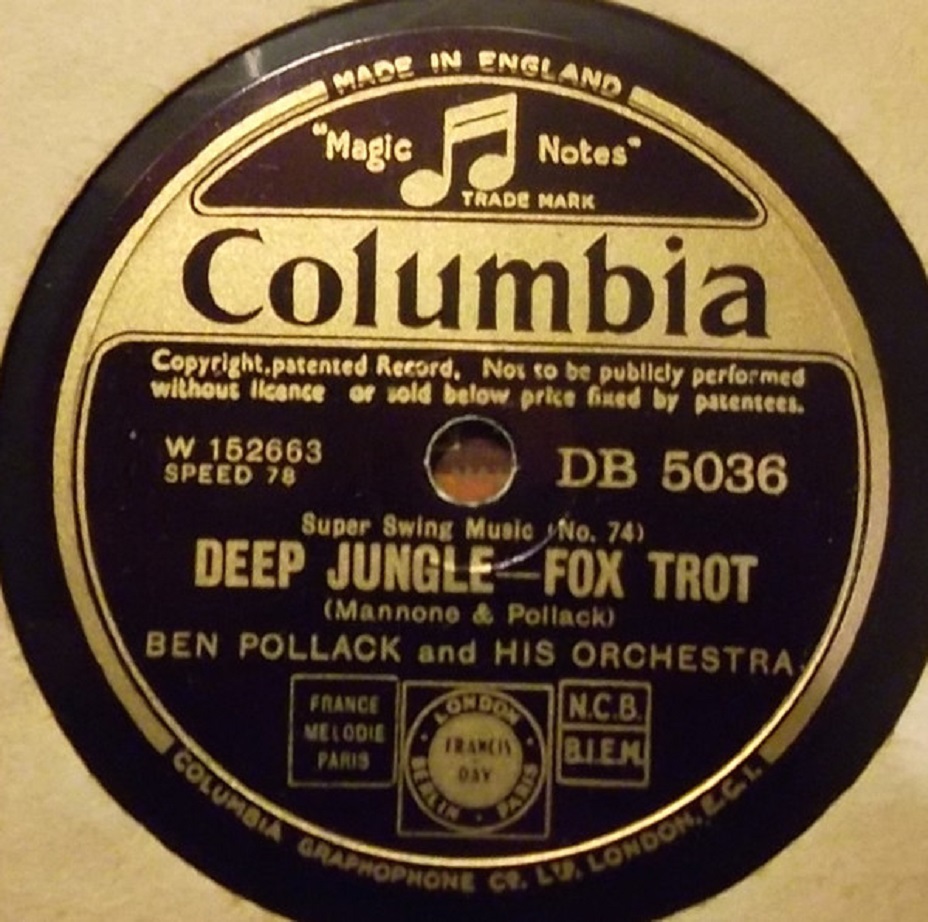 MADE IN ENGLAND
"Magic Notes"
TRADE MARK
Columbia
Copyright.patented Record. Not to be publicly performed
without licence or sold below price fixed by patentees.
W 152663
SPEED 78
DB 5036
Super Swing Music (No. 74)
DEEP JUNGLE—FOX TROT
(Mannone & Pollack)
BEN POLLACK and HIS ORCHESTRA.
FRANCE
MELODIE
PARIS
LONDON
FRANCIS
DAY
BERLIN · PARIS
N.C.B.
B.I.E.M.
COLUMBIA GRAPHOPHONE CO. LTD, LONDON, E.C.1.